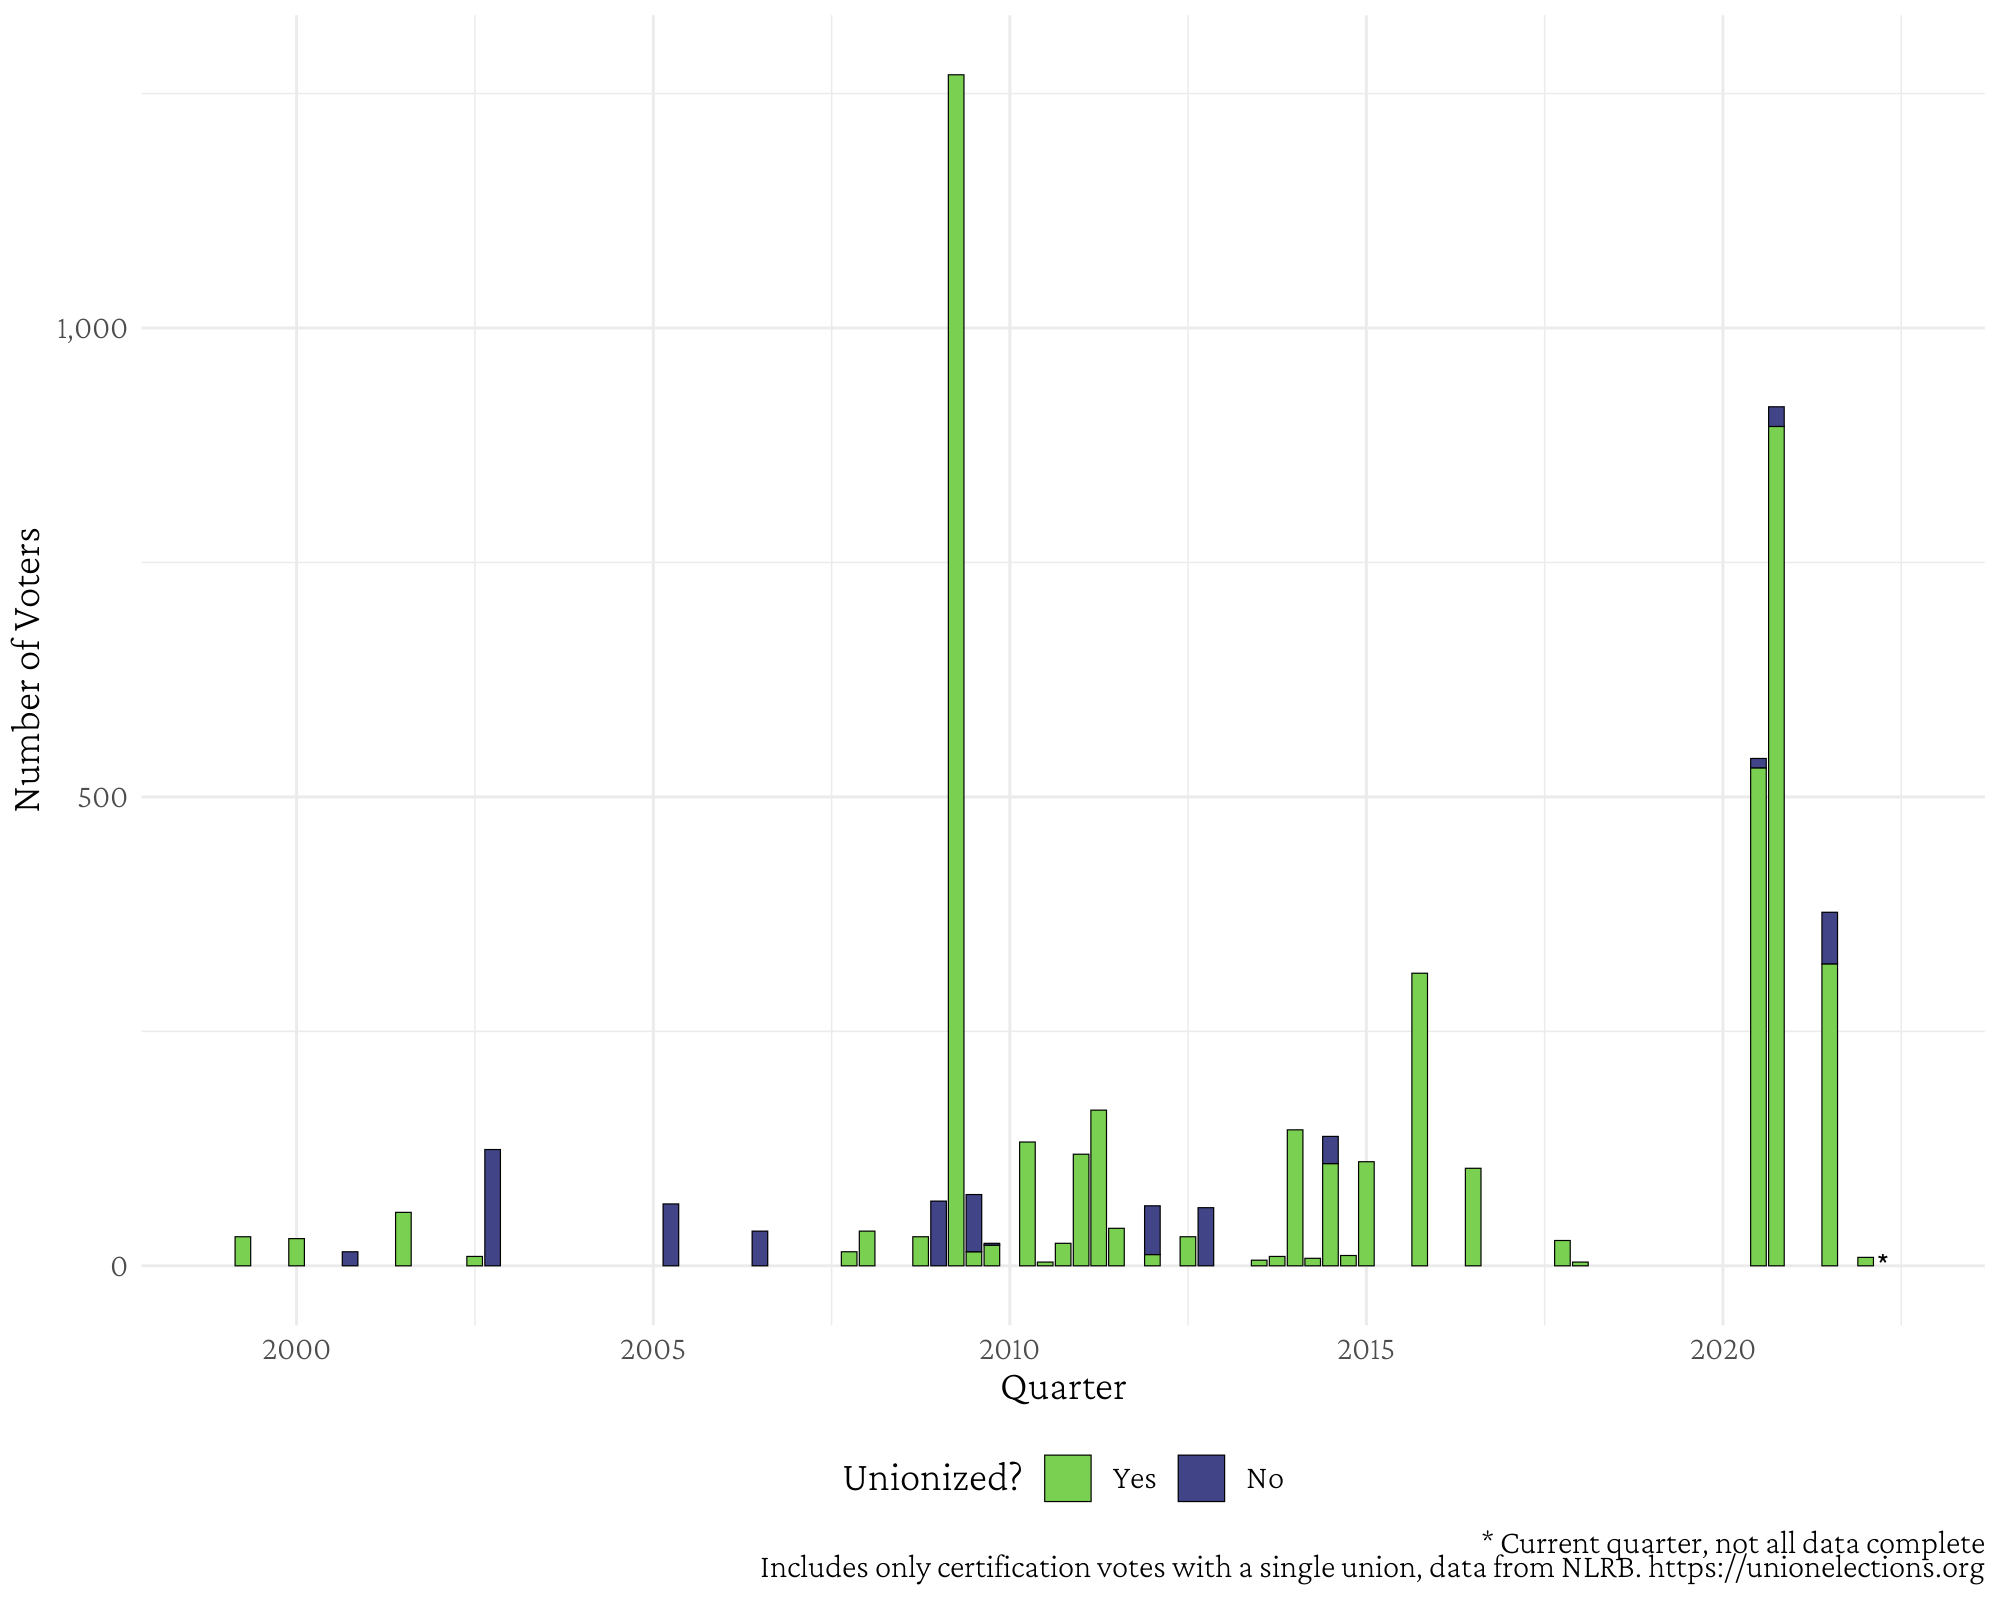 Number of Voters
1,000
500
0
*
2000 2005 2010 2015 2020
Quarter
Unionized? Yes No
* Current quarter, not all data complete
Includes only certification votes with a single union, data from NLRB. https://unionelections.org